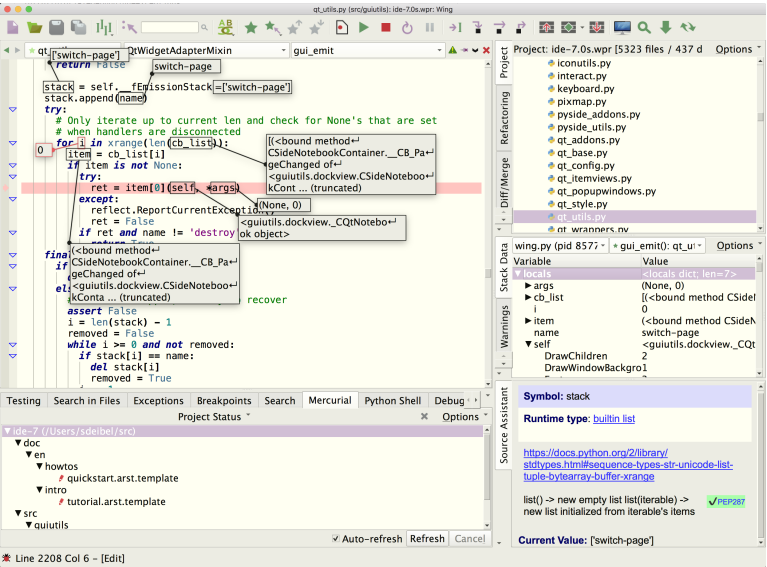 qt_utils.py (src/guiutils): ide-7.0s.wpr: Wing
QtWidgetAdapterMixin
gui_emit
['switch-page']
return False
switch-page
stack = self.__fEmissionStack =['switch-page']
stack.append(name)
try:
# Only iterate up to current len and check for None's that are set
# when handlers are disconnected
for i in xrange(len(cb_list)):
0
item = cb_list[i]
if item is not None:
try:
ret = item[0](self, *args)
except:
reflect.ReportCurrentException()
ret = False
if ret and name != 'destroy
return True
[(<bound method↵
CSideNotebookContainer.__CB_Pa↵
geChanged of↵
<guiutils.dockview.CSideNoteboo↵
kCont ... (truncated)
(None, 0)
<guiutils.dockview._CQtNotebo↵
ok object>
(<bound method↵
CSideNotebookContainer.__CB_Pa↵
geChanged of↵
<guiutils.dockview.CSideNoteboo↵
kConta ... (truncated)
recover
assert False
i = len(stack) - 1
removed = False
while i >= 0 and not removed:
if stack[i] == name:
del stack[i]
removed = True
Project: ide-7.0s.wpr [5323 files / 437 d
Options
Project
Refactoring
Diff/Merge
iconutils.py
interact.py
keyboard.py
pixmap.py
pyside_addons.py
pyside_utils.py
qt_addons.py
qt_base.py
qt_config.py
qt_itemviews.py
qt_popupwindows.py
qt_style.py
qt_utils.py
qt_wrappers.py
Stack Data
Warnings
wing.py (pid 8577
gui_emit(): qt_u
Options
Variable
Value
locals
<locals dict; len=7>
args
(None, 0)
cb_list
[(<bound method CSideN
i
0
item
(<bound method CSideN
name
switch-page
self
<guiutils.dockview._CQt
DrawChildren
2
DrawWindowBackgro
1
Source Assistant
Symbol: stack
Runtime type: builtin list
https://docs.python.org/2/library/
stdtypes.html#sequence-types-str-unicode-list-
tuple-bytearray-buffer-xrange
list() -> new empty list list(iterable) ->
new list initialized from iterable's items
✓PEP287
Current Value: ['switch-page']
Testing
Search in Files
Exceptions
Breakpoints
Search
Mercurial
Python Shell
Debug
Project Status
Options
ide-7 (/Users/sdeibel/src)
doc
en
howtos
quickstart.arst.template
intro
tutorial.arst.template
src
guiutils
Auto-refresh
Refresh
Cancel
Line 2208 Col 6 - [Edit]